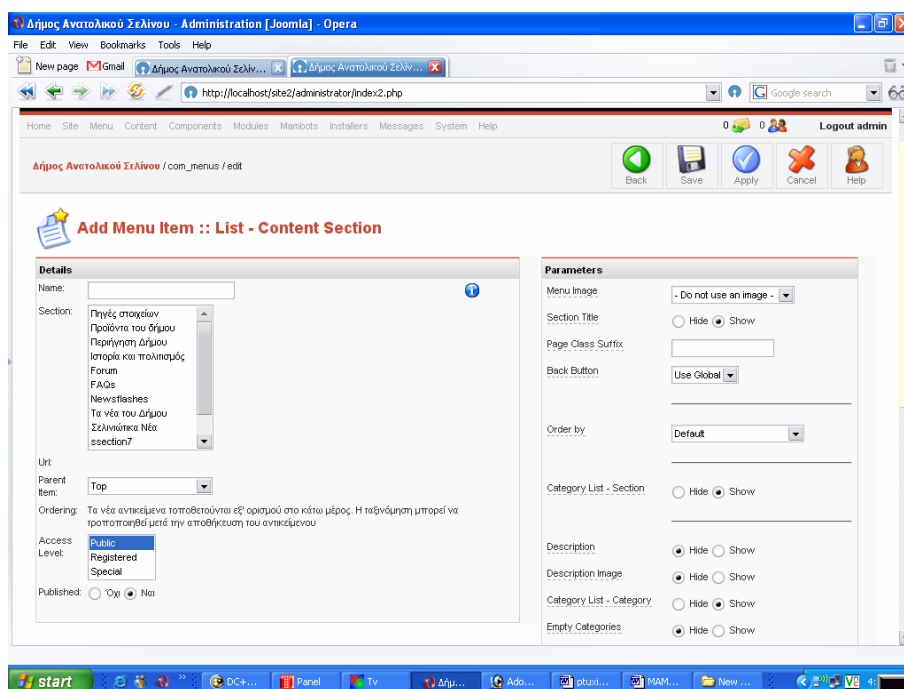 Δήμος Ανατολικού Σελίνου - Administration [Joomla] - Opera
File Edit View Bookmarks Tools Help
New page Gmail Δήμος Ανατολικού Σελίν... Δήμος Ανατολικού Σελίν...
http://localhost/site2/administrator/index2.php Google search
Home Site Menu Content Components Modules Mambots Installers Messages System Help 0 0 Logout admin
Δήμος Ανατολικού Σελίνου / com_menus / edit
Back Save Apply Cancel Help
Add Menu Item :: List - Content Section
Details
Name:
Section:
Πηγές στοιχείων
Προϊόντα του δήμου
Περιήγηση Δήμου
Ιστορία και πολιτισμός
Forum
FAQs
Newsflashes
Τα νέα του Δήμου
Σελινιώτικα Νέα
ssection7
Url:
Parent Item: Top
Ordering: Τα νέα αντικείμενα τοποθετούνται εξ' ορισμού στο κάτω μέρος. Η ταξινόμηση μπορεί να
τροποποιηθεί μετά την αποθήκευση του αντικείμενου
Access Level:
Public
Registered
Special
Published: Όχι Ναι
Parameters
Menu Image - Do not use an image -
Section Title Hide Show
Page Class Suffix
Back Button Use Global
Order by Default
Category List - Section Hide Show
Description Hide Show
Description Image Hide Show
Category List - Category Hide Show
Empty Categories Hide Show
start DC+... Panel Tv Δήμ... Ado... ptuxi... MAM... New ... 4: